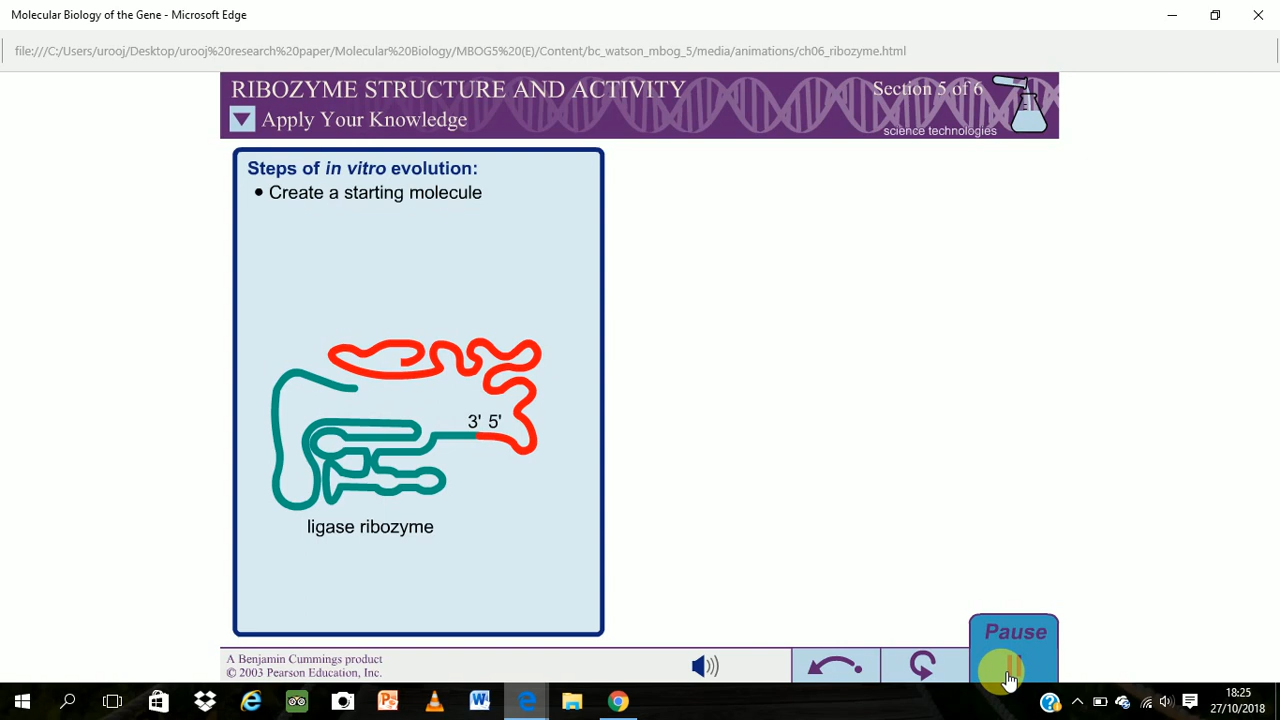 Molecular Biology of the Gene - Microsoft Edge
file:///C:/Users/urooj/Desktop/urooj%20research%20paper/Molecular%20Biology/MBOG5%20(E)/Content/bc_watson_mbog_5/media/animations/ch06_ribozyme.html
RIBOZYME STRUCTURE AND ACTIVITY
Section 5 of 6
Apply Your Knowledge
science technologies
Steps of in vitro evolution:
• Create a starting molecule
3' 5'
ligase ribozyme
Pause
A Benjamin Cummings product
© 2003 Pearson Education, Inc.
18:25
27/10/2018